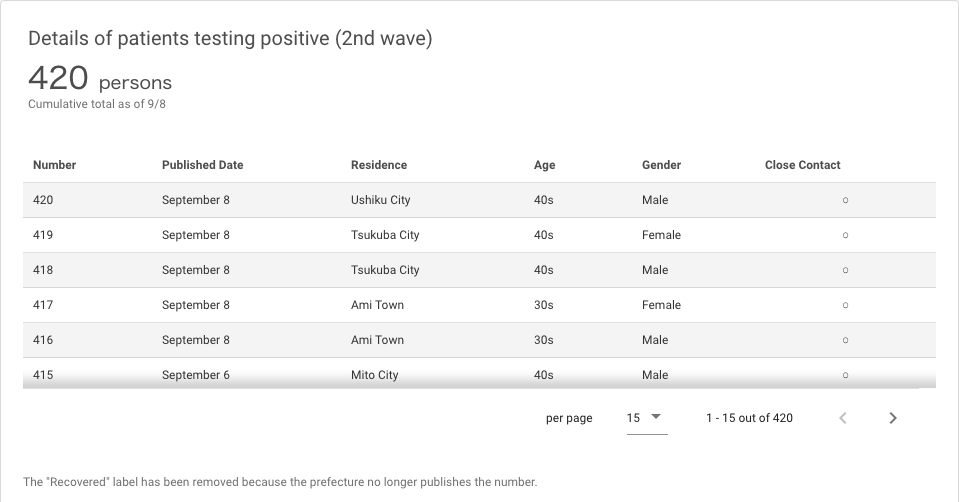 Details of patients testing positive (2nd wave)
420 persons
Cumulative total as of 9/8
Number Published Date Residence Age Gender Close Contact
420 September 8 Ushiku City 40s Male ○
419 September 8 Tsukuba City 40s Female ○
418 September 8 Tsukuba City 40s Male ○
417 September 8 Ami Town 30s Female ○
416 September 8 Ami Town 30s Male ○
415 September 6 Mito City 40s Male ○
per page 15 1 - 15 out of 420
The "Recovered" label has been removed because the prefecture no longer publishes the number.